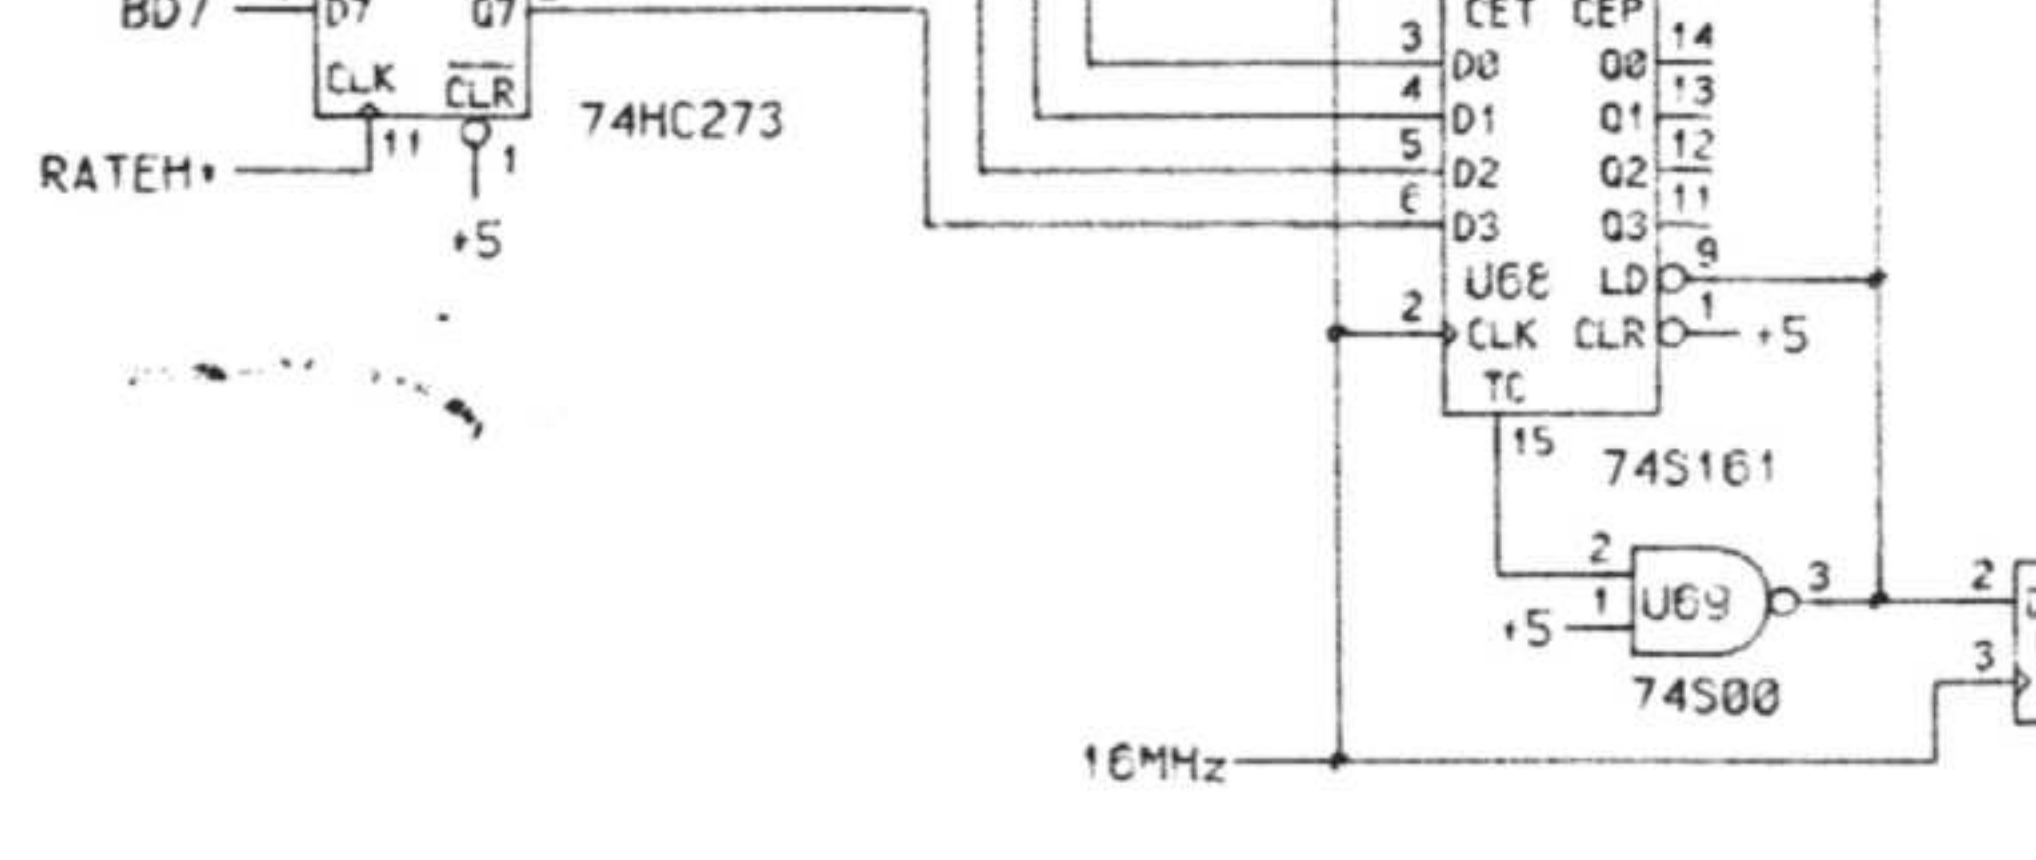 BD7 D7 Q7 CET CEP
3 D0 Q0 14
CLK CLR 4 D1 Q1 13
74HC273
RATEH* 11 1 5 D2 Q2 12
+5 6 D3 Q3 11
U68 LD 9
2 CLK CLR 1 +5
TC
15 74S161
2 3 2
1 U69
+5
3
74S00
16MHz